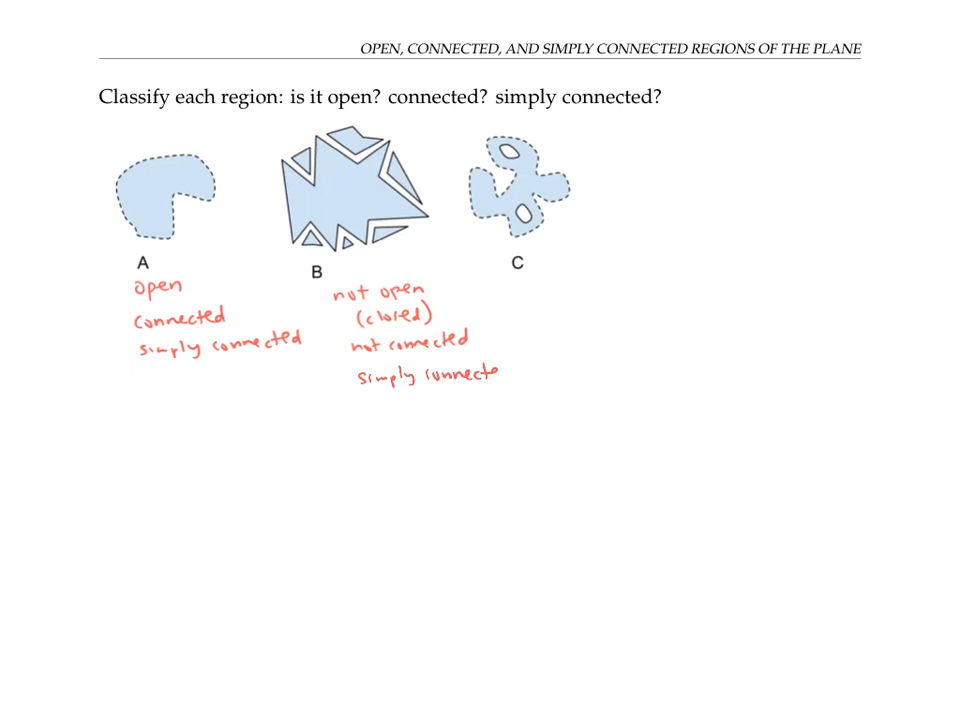 OPEN, CONNECTED, AND SIMPLY CONNECTED REGIONS OF THE PLANE
Classify each region: is it open? connected? simply connected?
A
B
C
open
connected
simply connected
not open
(closed)
not connected
simply connecte